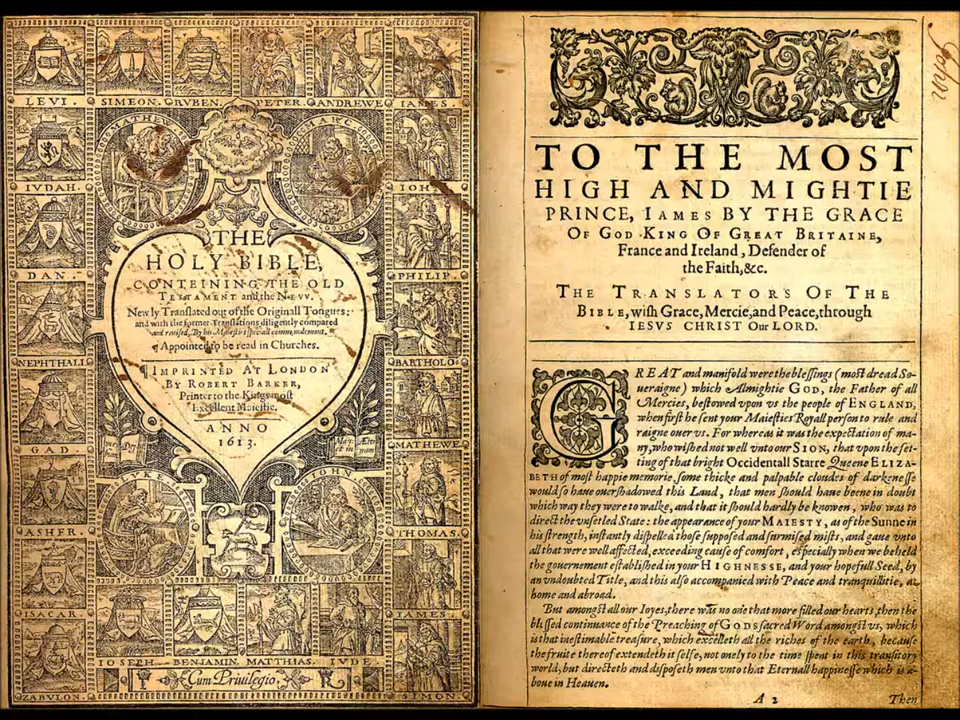 LEVI. SIMEON. RVBEN. PETER. ANDREWE IAMES.
MATHEW. MARC.
IVDAH.
IOHN
DAN.
PHILIP.
THE
HOLY BIBLE,
CONTEINING THE OLD
TESTAMENT and the NEVV.
Newly Translated out of the Originall Tongues:
and with the former Translations diligently compared
and reuised, By his Maiesties speciall commandement.
¶ Appointed to be read in Churches.
¶ IMPRINTED AT LONDON
BY ROBERT BARKER,
Printer to the Kings most
Excellent Maiestie.
ANNO
1613.
NEPHTHALI
BARTHOLO.
GAD
MATHEWE
LVKE
IOHN
ASHER.
THOMAS.
ISACAR.
IAMES
IOSEPH. BENJAMIN. MATTHIAS. IVDE.
ZABVLON.
Cum Priuilegio.
SIMON.
John
TO THE MOST
HIGH AND MIGHTIE
PRINCE, IAMES BY THE GRACE
OF GOD KING OF GREAT BRITAINE,
France and Ireland, Defender of
the Faith, &c.
THE TRANSLATORS OF THE
BIBLE, wish Grace, Mercie, and Peace, through
IESVS CHRIST Our LORD.
GREAT and manifold were the blessings (most dread So-
ueraigne) which Almightie GOD, the Father of all
Mercies, bestowed vpon vs the people of ENGLAND,
when first he sent your Maiesties Royall person to rule and
raigne ouer vs. For whereas it was the expectation of ma-
ny, who wished not well vnto our SION, that vpon the set-
ting of that bright Occidentall Starre Queene ELIZA-
BETH of most happie memorie, some thicke and palpable clouds of darkenesse
would so haue ouershadowed this Land, that men should haue beene in doubt
which way they were to walke, and that it should hardly be knowen, who was to
direct the vnsetled State: the appearance of your MAIESTY, as of the Sunne in
his strength, instantly dispelled those supposed and surmised mists, and gaue vnto
all that were well affected, exceeding cause of comfort, especially when we beheld
the gouernement established in your HIGHNESSE, and your hopefull Seed, by
an vndoubted Title, and this also accompanied with Peace and tranquillitie, at
home and abroad.
But amongst all our Ioyes, there was no one that more filled our hearts, then the
blessed continuance of the Preaching of GODS sacred Word amongst vs, which
is that inestimable treasure, which excelleth all the riches of the earth, because
the fruite thereof extendeth it selfe, not onely to the time spent in this transitory
world, but directeth and disposeth men vnto that Eternall happinesse which is a-
boue in Heauen.
A 2 Then